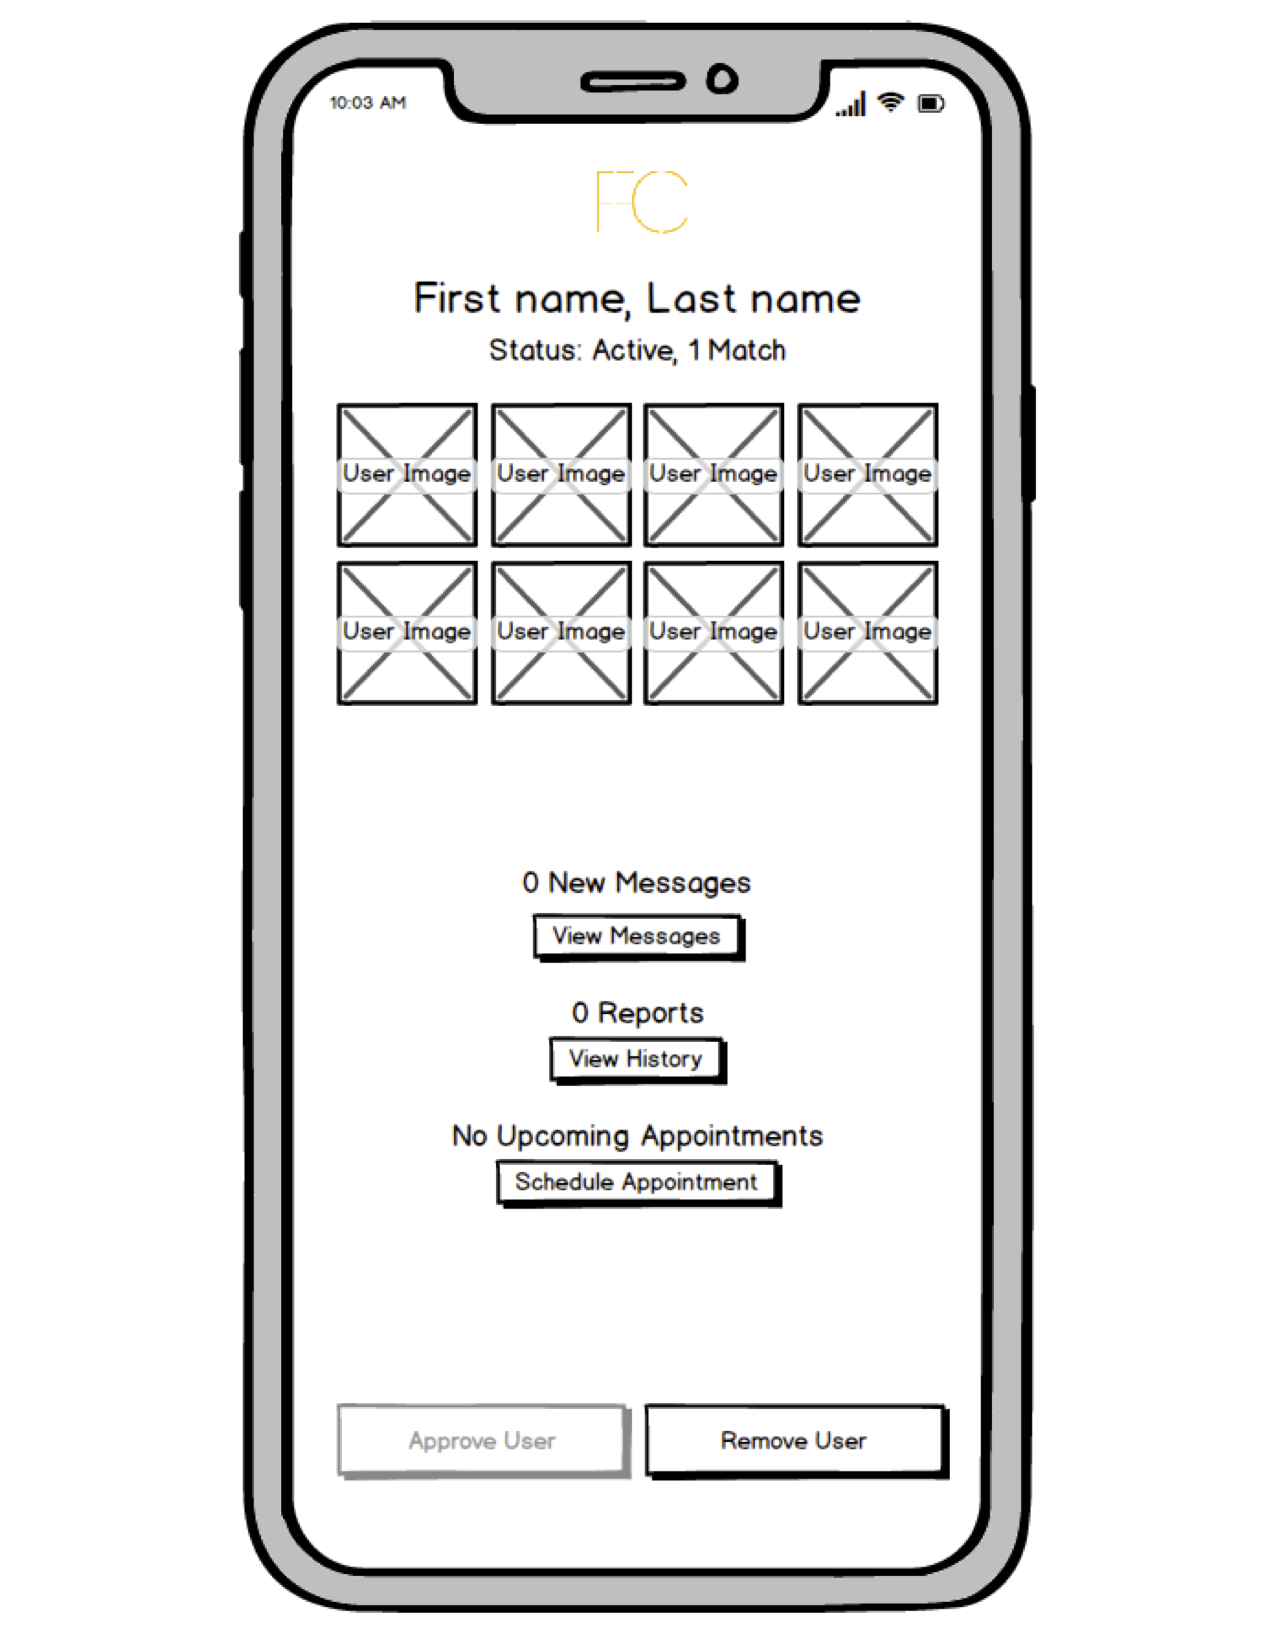 10:03 AM
FC
First name, Last name
Status: Active, 1 Match
User Image User Image User Image User Image
User Image User Image User Image User Image
0 New Messages
View Messages
0 Reports
View History
No Upcoming Appointments
Schedule Appointment
Approve User Remove User